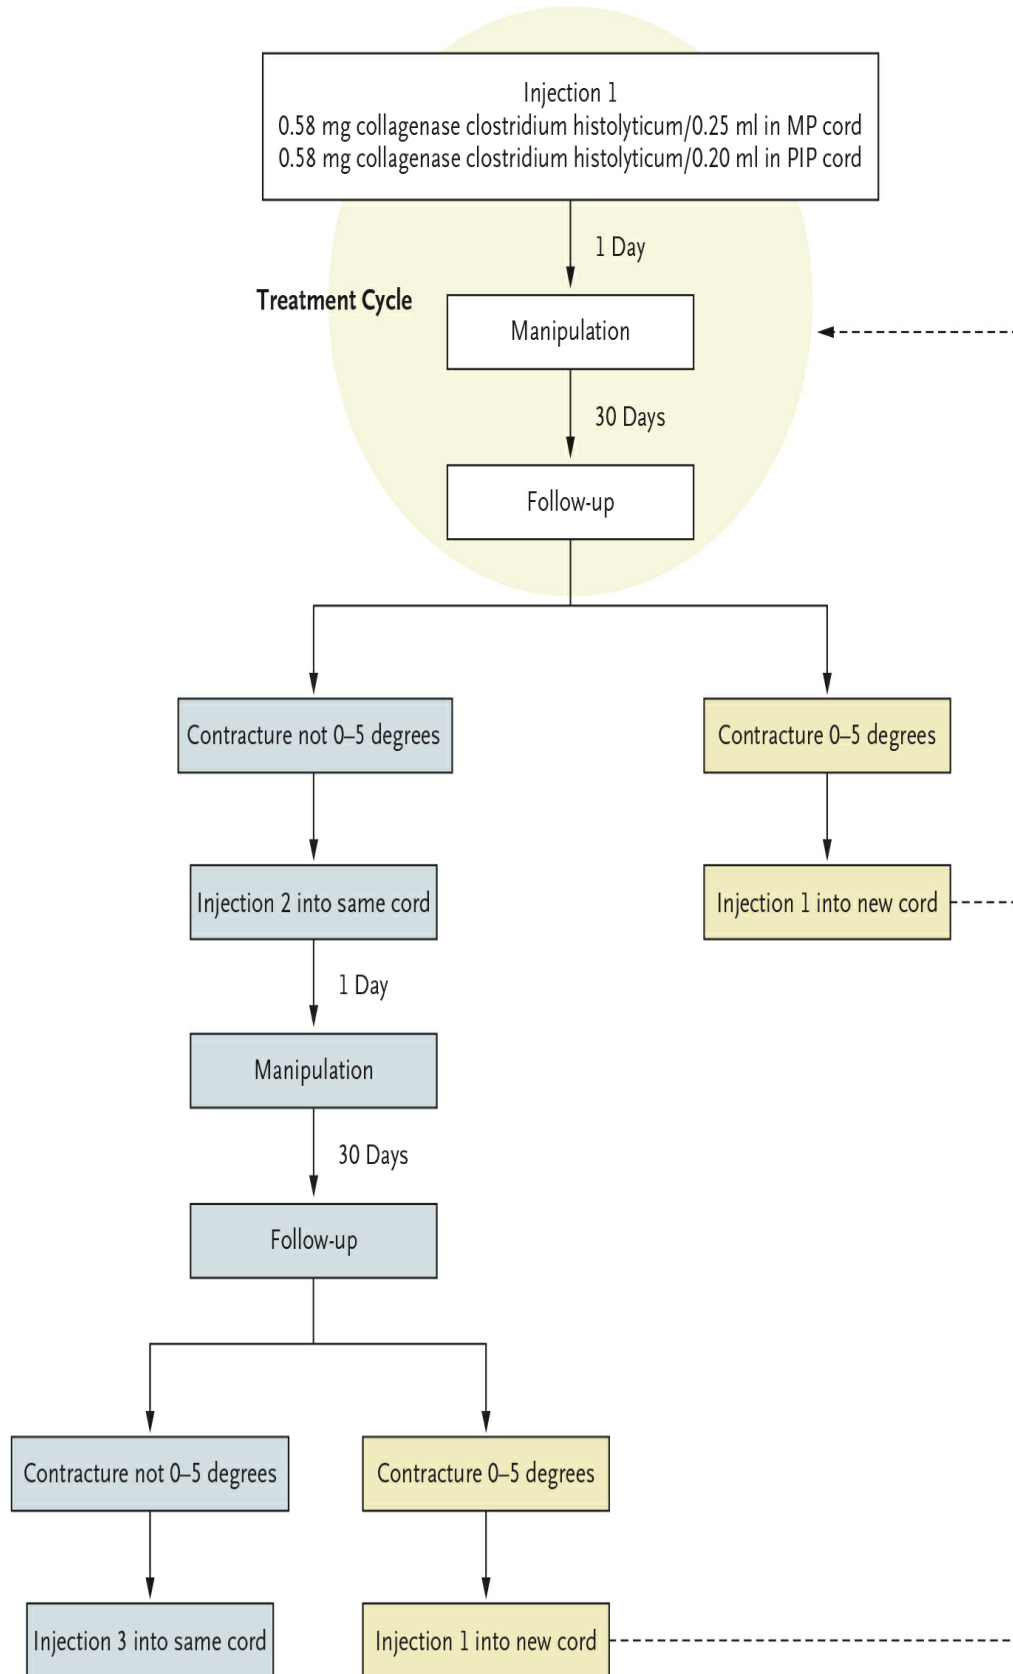 Injection 1
0.58 mg collagenase clostridium histolyticum/0.25 ml in MP cord
0.58 mg collagenase clostridium histolyticum/0.20 ml in PIP cord
1 Day
Treatment Cycle
Manipulation
30 Days
Follow-up
Contracture not 0–5 degrees
Contracture 0–5 degrees
Injection 2 into same cord
Injection 1 into new cord
1 Day
Manipulation
30 Days
Follow-up
Contracture not 0–5 degrees
Contracture 0–5 degrees
Injection 3 into same cord
Injection 1 into new cord